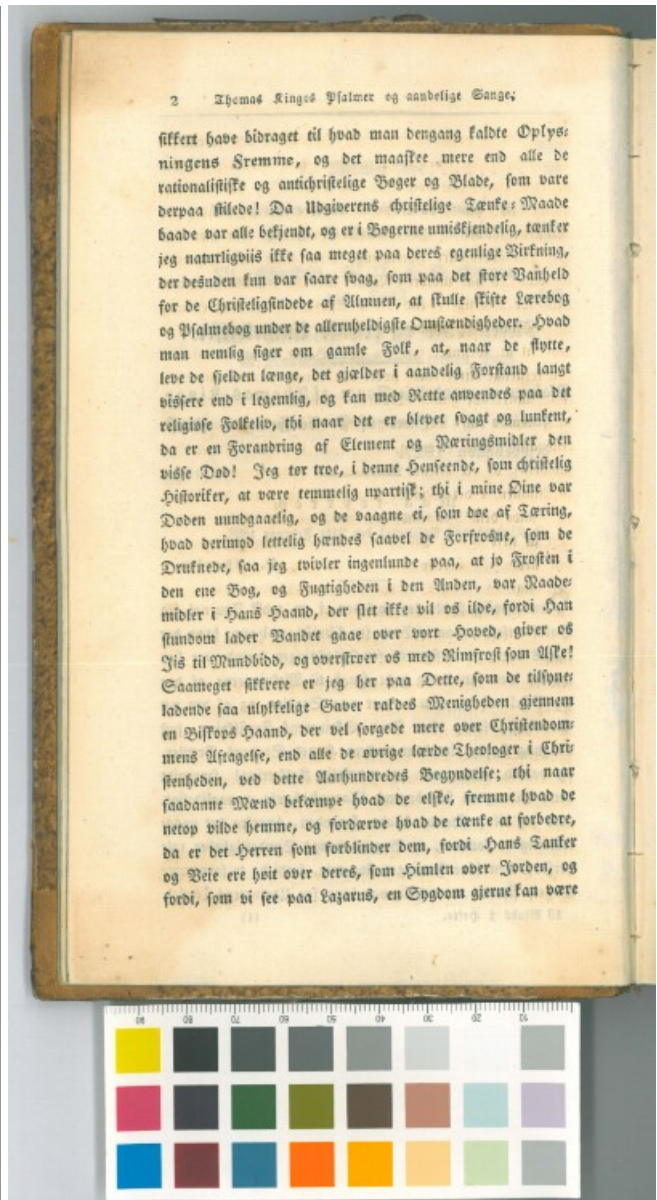 2 Thomas Kingos Psalmer og aandelige Sange.
sikkert have bidraget til hvad man dengang kaldte Oplys-
ningens Fremme, og det maaskee mere end alle de
rationalistiske og antichristelige Bøger og Blade, som vare
derpaa stilede! Da Udgiverens christelige Tænke-Maade
baade var alle bekjendt, og er i Bøgerne umiskjendelig, tænker
jeg naturligviis ikke saa meget paa deres egenlige Virkning,
der desuden kun var saare svag, som paa det store Vanheld
for de Christeligsindede af Almuen, at skulle skifte Lærebog
og Psalmebog under de alleruheldigste Omstændigheder. Hvad
man nemlig siger om gamle Folk, at, naar de flytte,
leve de sjelden længe, det gjælder i aandelig Forstand langt
vissere end i legemlig, og kan med Rette anvendes paa det
religiøse Folkeliv, thi naar det er blevet svagt og lunkent,
da er en Forandring af Element og Næringsmidler den
visse Død! Jeg tør troe, i denne Henseende, som christelig
Historiker, at være temmelig upartisk; thi i mine Øine var
Døden uundgaaelig, og de vaagne ei, som døe af Tæring,
hvad derimod lettelig hændes saavel de Forfrosne, som de
Druknede, saa jeg tvivler ingenlunde paa, at jo Frosten i
den ene Bog, og Fugtigheden i den Anden, var Naade-
midler i Hans Haand, der slet ikke vil os ilde, fordi Han
stundom lader Vandet gaae over vort Hoved, giver os
Iis til Mundbidd, og overstrøer os med Rimfrost som Aske!
Saameget sikkrere er jeg her paa Dette, som de tilsyne-
ladende saa ulykkelige Gaver rakdes Menigheden gjennem
en Biskops Haand, der vel sørgede mere over Christendom-
mens Aftagelse, end alle de øvrige lærde Theologer i Chri-
stenheden, ved dette Aarhundredes Begyndelse; thi naar
saadanne Mænd bekæmpe hvad de elske, fremme hvad de
netop vilde hemme, og fordærve hvad de tænke at forbedre,
da er det Herren som forblinder dem, fordi Hans Tanker
og Veie ere høit over deres, som Himlen over Jorden, og
fordi, som vi see paa Lazarus, en Sygdom gjerne kan være
90 80 70 60 50 40 30 20 10